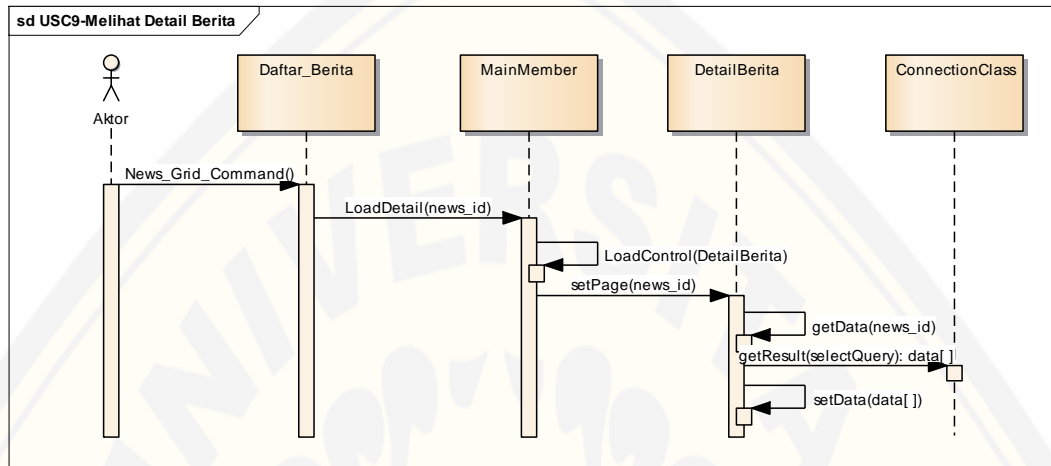 sd USC9-Melihat Detail Berita
Aktor
Daftar_Berita
MainMember
DetailBerita
ConnectionClass
News_Grid_Command()
LoadDetail(news_id)
LoadControl(DetailBerita)
setPage(news_id)
getData(news_id)
getResult(selectQuery): data[ ]
setData(data[ ])
UNIVERSITA